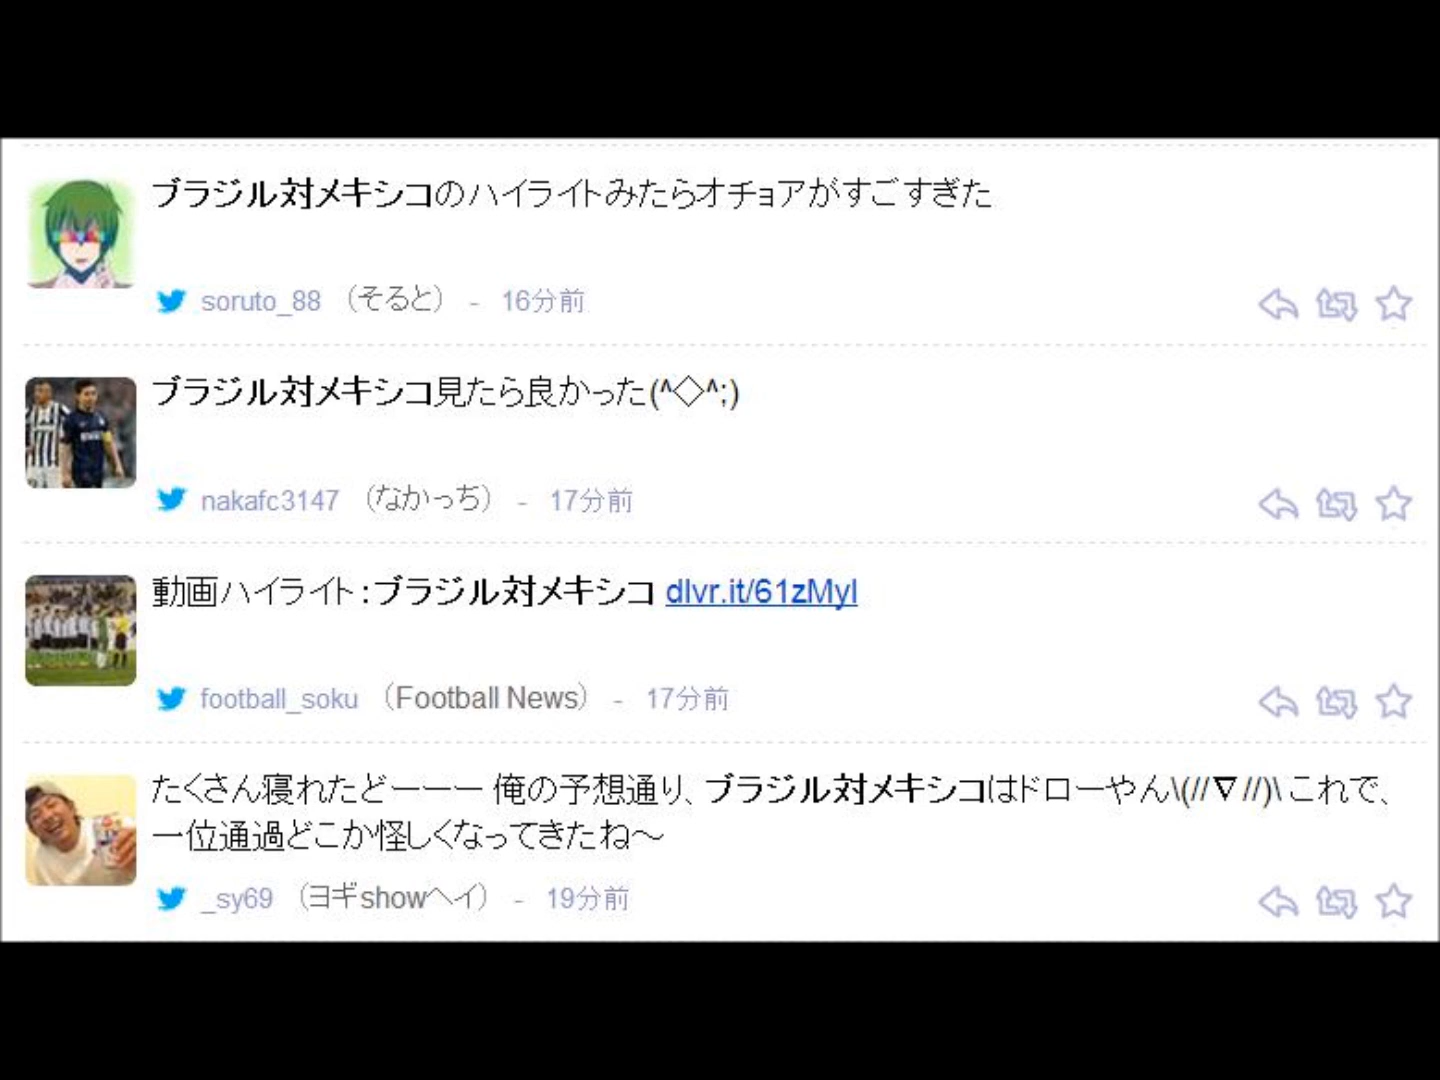 ブラジル対メキシコのハイライトみたらオチョアがすごすぎた
soruto_88 （そると） - 16分前
ブラジル対メキシコ見たら良かった(^◇^;)
nakafc3147 （なかっち） - 17分前
動画ハイライト：ブラジル対メキシコ dlvr.it/61zMyl
football_soku （Football News） - 17分前
たくさん寝れたどーーー 俺の予想通り、ブラジル対メキシコはドローやん\(//∇//)\ これで、
一位通過どこか怪しくなってきたね〜
_sy69 （ヨギshowヘイ） - 19分前